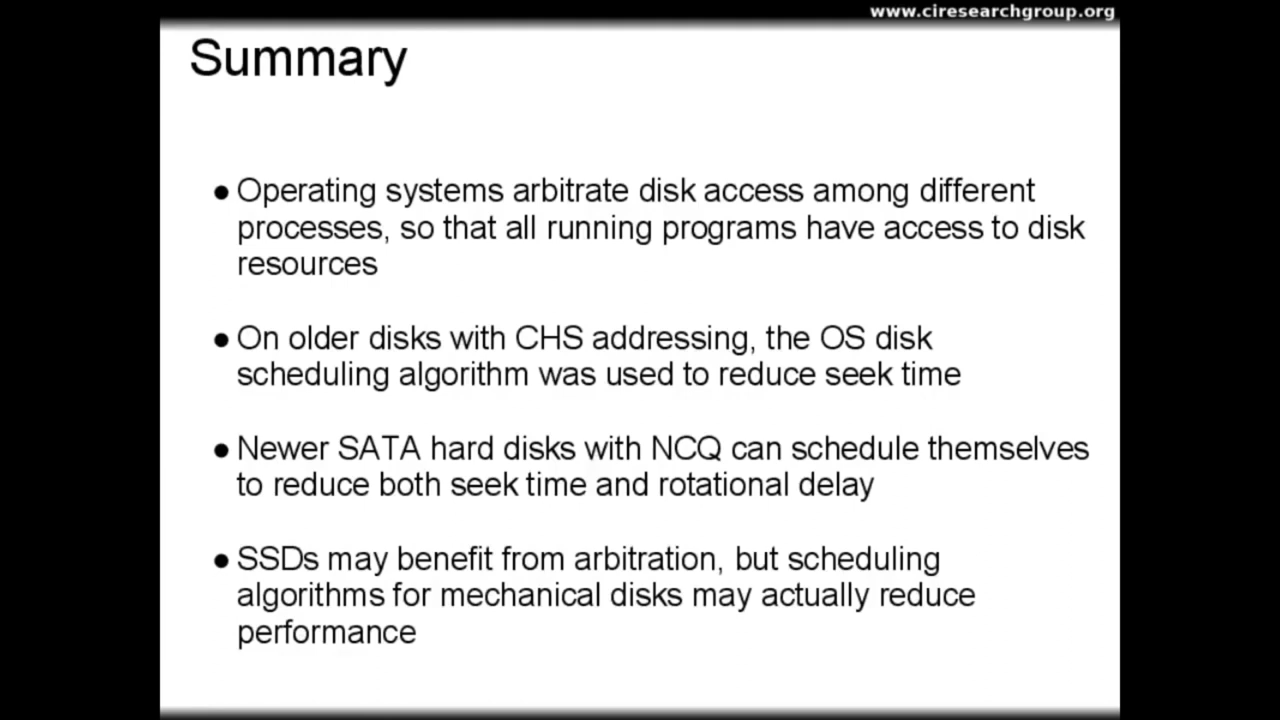 www.ciresearchgroup.org
Summary
● Operating systems arbitrate disk access among different
processes, so that all running programs have access to disk
resources
● On older disks with CHS addressing, the OS disk
scheduling algorithm was used to reduce seek time
● Newer SATA hard disks with NCQ can schedule themselves
to reduce both seek time and rotational delay
● SSDs may benefit from arbitration, but scheduling
algorithms for mechanical disks may actually reduce
performance